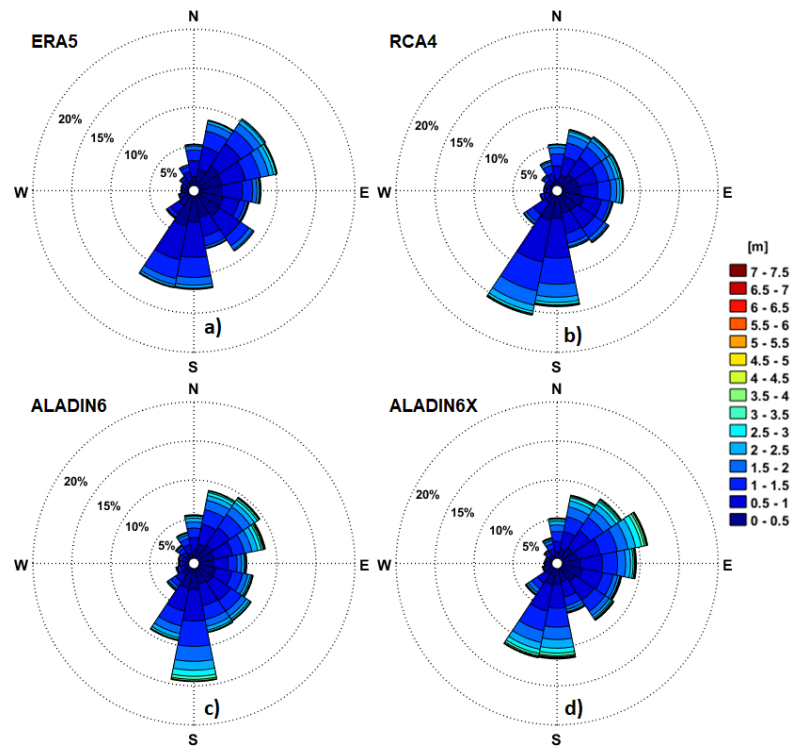 N
N
ERA5
RCA4
20%
15%
10%
5%
20%
15%
10%
5%
W
E
W
E
a)
b)
S
S
[m]
7 - 7.5
6.5 - 7
6 - 6.5
5.5 - 6
5 - 5.5
4.5 - 5
4 - 4.5
3.5 - 4
3 - 3.5
2.5 - 3
2 - 2.5
1.5 - 2
1 - 1.5
0.5 - 1
0 - 0.5
N
N
ALADIN6
ALADIN6X
20%
15%
10%
5%
20%
15%
10%
5%
W
E
W
E
c)
d)
S
S